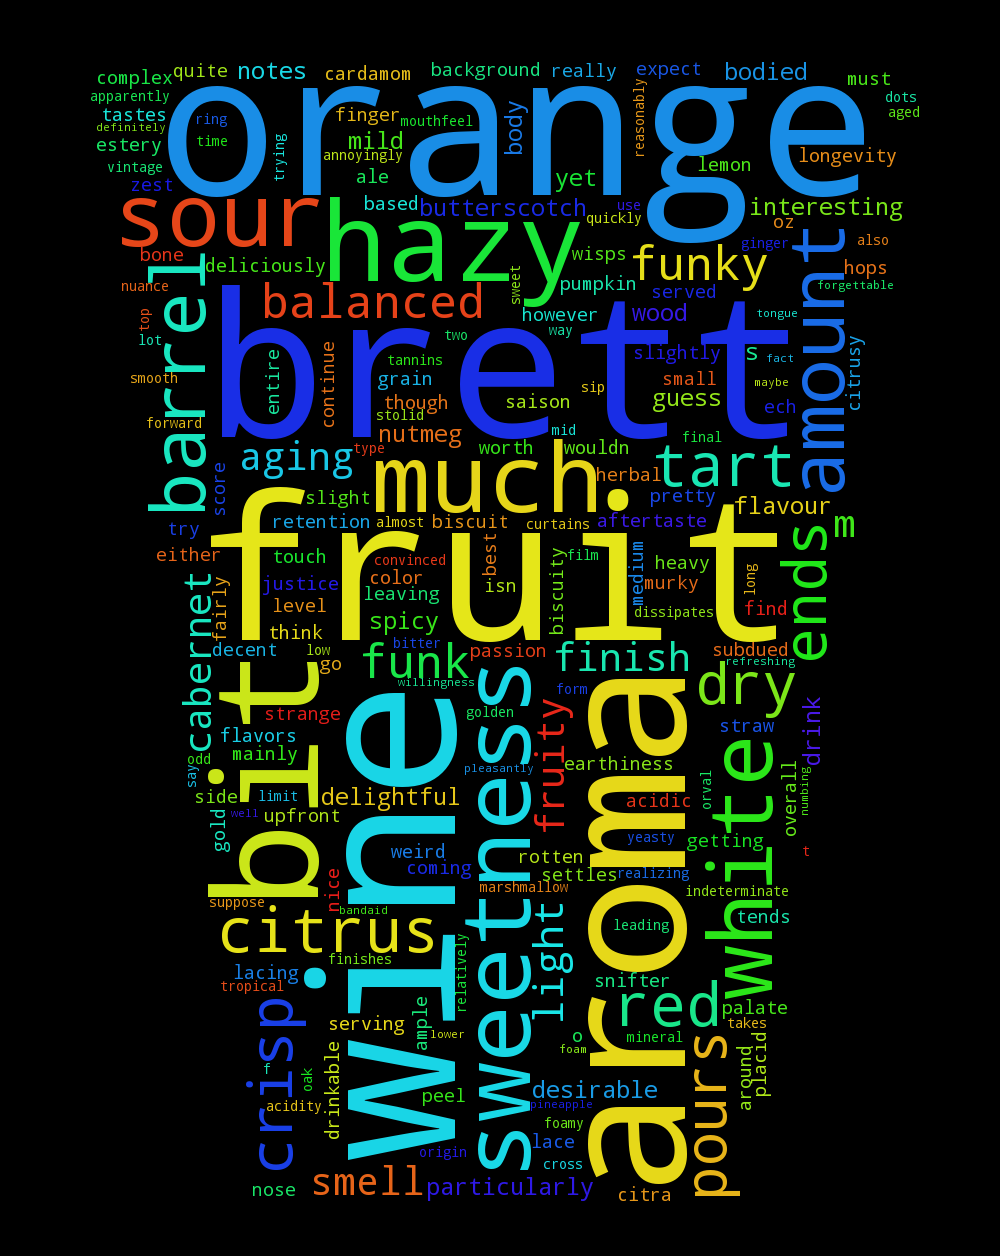 orange
brett
fruit
wine
aroma
sweetness
bit
hazy
much
white
barrel
amount
sour
citrus
tart
dry
red
crisp
pours
ends
balanced
funky
funk
finish
light
fruity
cabernet
aging
smell
m
s
complex
quite
notes
cardamom
background
really
expect
bodied
must
apparently
dots
aged
tastes
definitely
ring
finger
mouthfeel
body
reasonably
estery
time
trying
mild
annoyingly
lemon
longevity
vintage
zest
ale
yet
based
butterscotch
quickly
use
interesting
oz
bone
deliciously
wisps
ginger
also
nuance
sweet
pumpkin
served
hops
forgettable
top
lot
however
way
wood
tongue
two
entire
continue
tannins
slightly
fact
citrusy
smooth
grain
sip
small
maybe
forward
though
stolid
saison
guess
ech
nutmeg
mid
final
type
worth
wouldn
score
slight
herbal
pretty
flavour
try
retention
almost
biscuit
curtains
aftertaste
either
touch
convinced
best
film
medium
heavy
long
justice
color
leaving
isn
biscuity
murky
fairly
level
dissipates
find
think
spicy
decent
low
go
bitter
passion
subdued
refreshing
willingness
form
strange
golden
straw
drink
flavors
mainly
odd
say
pleasantly
earthiness
orval
overall
numbing
side
limit
delightful
acidic
gold
well
upfront
yeasty
getting
t
weird
coming
rotten
settles
realizing
nice
marshmallow
indeterminate
suppose
bandaid
leading
tends
finishes
relatively
lacing
tropical
snifter
palate
serving
ample
lower
o
foam
mineral
takes
f
oak
drinkable
around
placid
acidity
peel
desirable
pineapple
foamy
origin
lace
cross
nose
particularly
citra